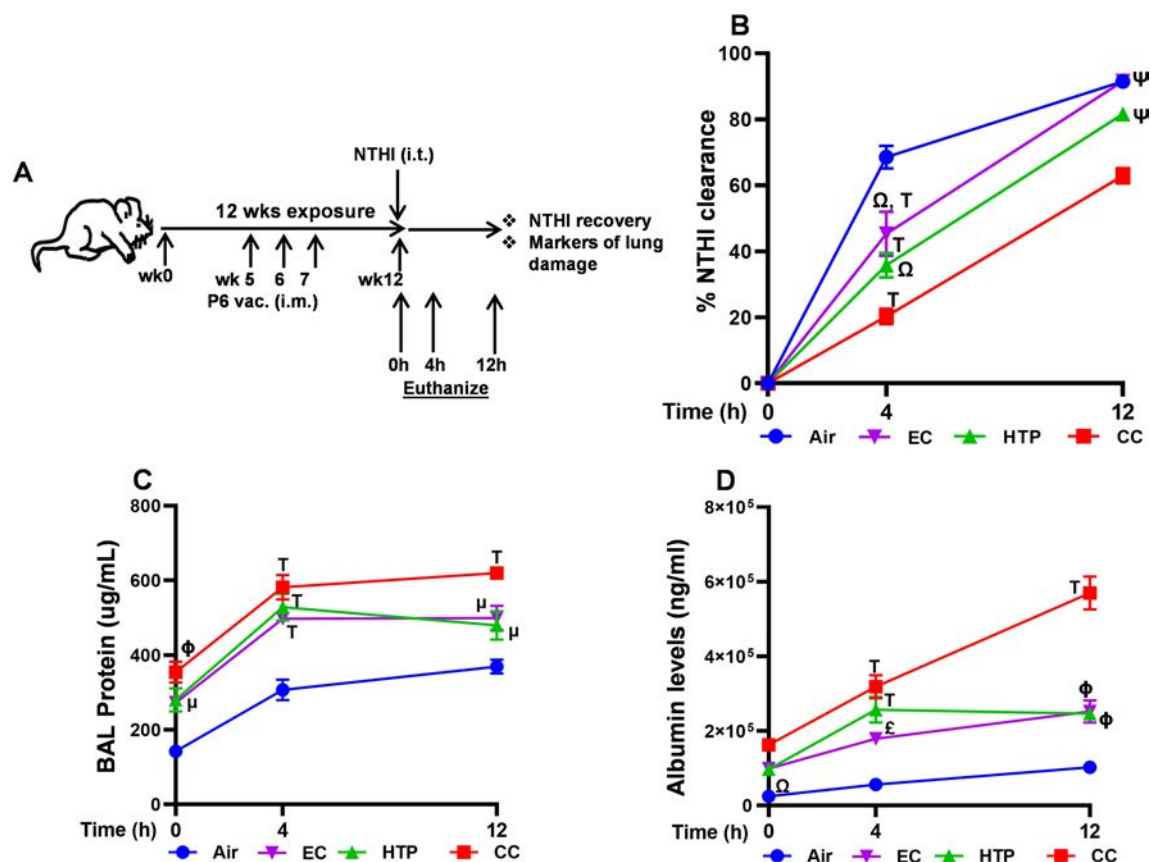 A
NTHI (i.t.)
12 wks exposure
❖ NTHI recovery
❖ Markers of lung
damage
wk0
wk 5 6 7
wk12
P6 vac. (i.m.)
0h 4h 12h
Euthanize
B
% NTHI clearance
100
80
60
40
20
0
Ψ
Ψ
Ω, T
T
Ω
T
Time (h) 0 4 12
Air EC HTP CC
C
BAL Protein (ug/mL)
800
600
400
200
0
ϕ
μ
T
T
T
T
μ
μ
Time (h) 0 4 12
Air EC HTP CC
D
Albumin levels (ng/ml)
8×10⁵
6×10⁵
4×10⁵
2×10⁵
0
Ω
T
T
£
T
ϕ
ϕ
Time (h) 0 4 12
Air EC HTP CC